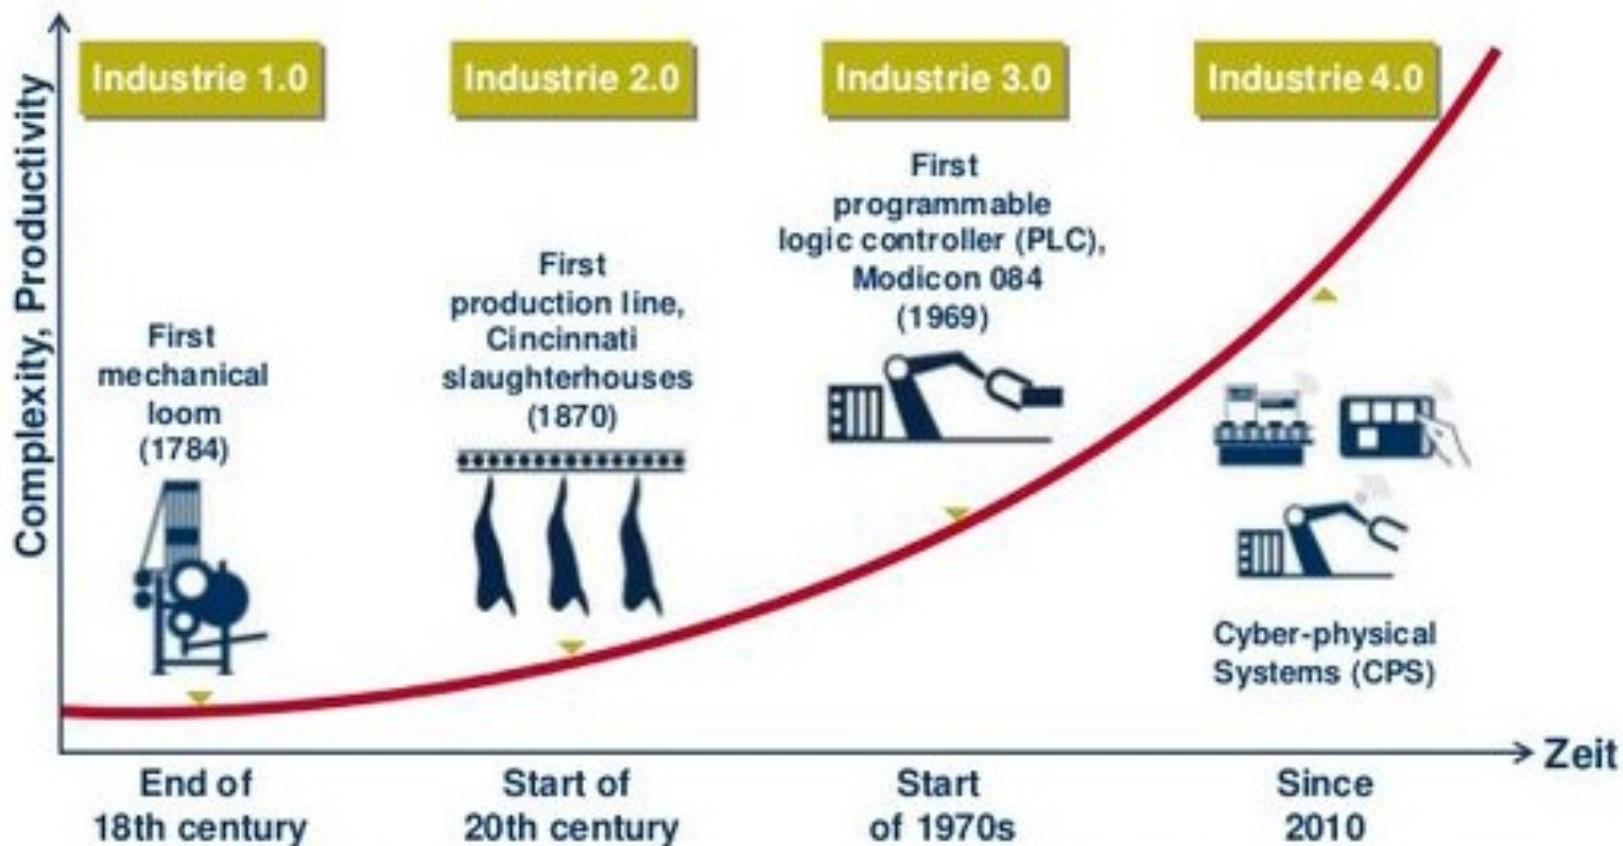 Complexity, Productivity
Industrie 1.0
Industrie 2.0
Industrie 3.0
Industrie 4.0
First
mechanical
loom
(1784)
First
production line,
Cincinnati
slaughterhouses
(1870)
First
programmable
logic controller (PLC),
Modicon 084
(1969)
Cyber-physical
Systems (CPS)
End of
18th century
Start of
20th century
Start
of 1970s
Since
2010
Zeit